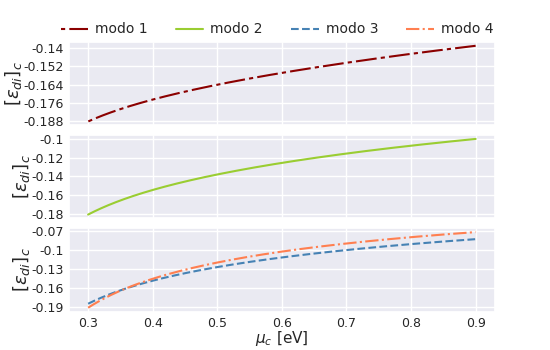 modo 1 modo 2 modo 3 modo 4
-0.14
-0.152
-0.164
-0.176
-0.188
[ε_di]_c
-0.1
-0.12
-0.14
-0.16
-0.18
[ε_di]_c
-0.07
-0.1
-0.13
-0.16
-0.19
[ε_di]_c
0.3 0.4 0.5 0.6 0.7 0.8 0.9
μ_c [eV]